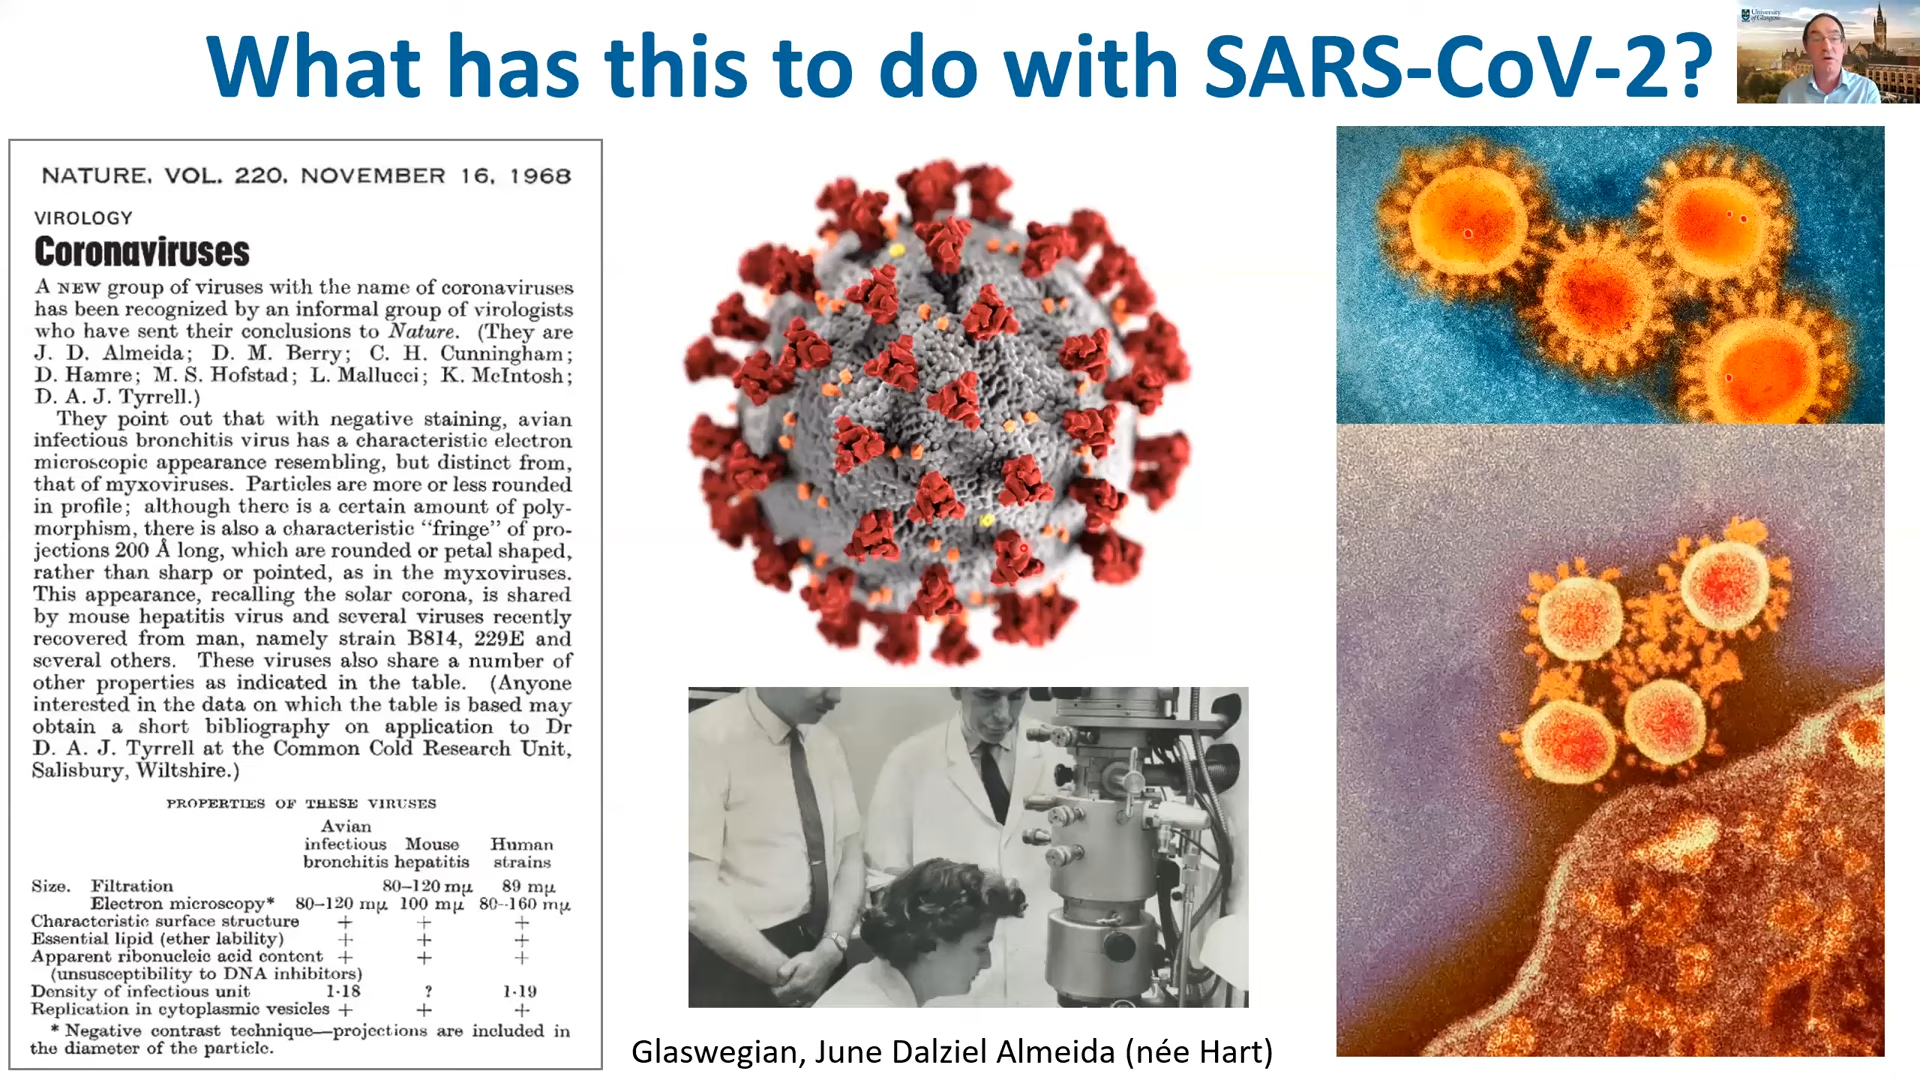 What has this to do with SARS-CoV-2?
University
of Glasgow
NATURE, VOL. 220, NOVEMBER 16, 1968
VIROLOGY
Coronaviruses
A NEW group of viruses with the name of coronaviruses
has been recognized by an informal group of virologists
who have sent their conclusions to Nature. (They are
J. D. Almeida; D. M. Berry; C. H. Cunningham;
D. Hamre; M. S. Hofstad; L. Mallucci; K. McIntosh;
D. A. J. Tyrrell.)
They point out that with negative staining, avian
infectious bronchitis virus has a characteristic electron
microscopic appearance resembling, but distinct from,
that of myxoviruses. Particles are more or less rounded
in profile; although there is a certain amount of poly-
morphism, there is also a characteristic “fringe” of pro-
jections 200 Å long, which are rounded or petal shaped,
rather than sharp or pointed, as in the myxoviruses.
This appearance, recalling the solar corona, is shared
by mouse hepatitis virus and several viruses recently
recovered from man, namely strain B814, 229E and
several others. These viruses also share a number of
other properties as indicated in the table. (Anyone
interested in the data on which the table is based may
obtain a short bibliography on application to Dr
D. A. J. Tyrrell at the Common Cold Research Unit,
Salisbury, Wiltshire.)
PROPERTIES OF THESE VIRUSES
Avian
infectious Mouse Human
bronchitis hepatitis strains
Size. Filtration 80–120 mμ 89 mμ
Electron microscopy* 80–120 mμ 100 mμ 80–160 mμ
Characteristic surface structure + + +
Essential lipid (ether lability) + + +
Apparent ribonucleic acid content + + +
(unsusceptibility to DNA inhibitors)
Density of infectious unit 1·18 ? 1·19
Replication in cytoplasmic vesicles + + +
* Negative contrast technique—projections are included in
the diameter of the particle.
Glaswegian, June Dalziel Almeida (née Hart)